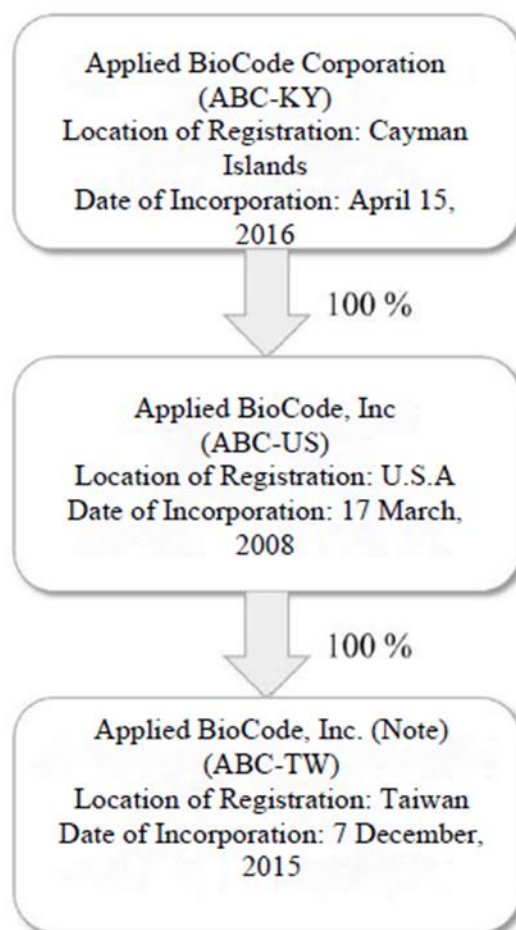 Applied BioCode Corporation
(ABC-KY)
Location of Registration: Cayman
Islands
Date of Incorporation: April 15,
2016
100 %
Applied BioCode, Inc
(ABC-US)
Location of Registration: U.S.A
Date of Incorporation: 17 March,
2008
100 %
Applied BioCode, Inc. (Note)
(ABC-TW)
Location of Registration: Taiwan
Date of Incorporation: 7 December,
2015